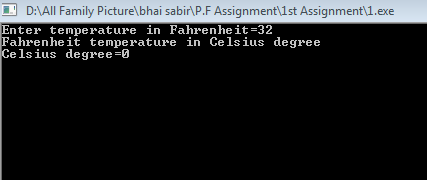 D:\All Family Picture\bhai sabir\P.F Assignment\1st Assignment\1.exe
Enter temperature in Fahrenheit=32
Fahrenheit temperature in Celsius degree
Celsius degree=0